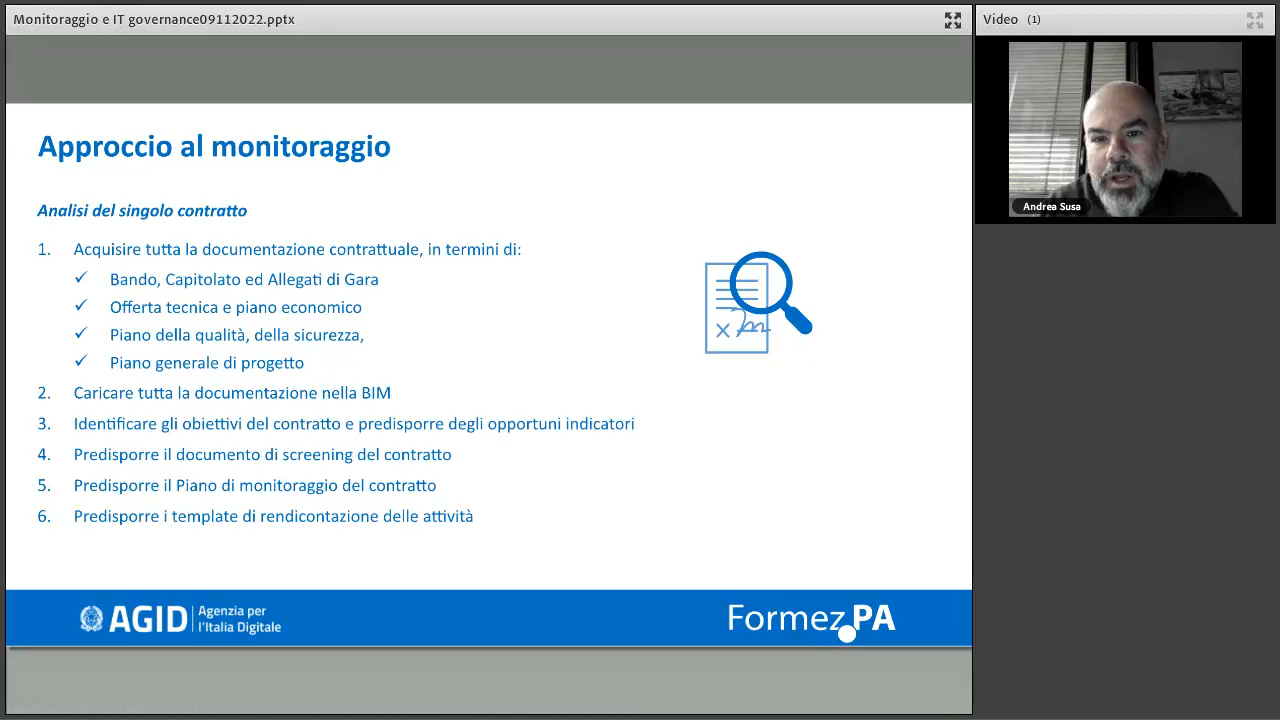 Monitoraggio e IT governance09112022.pptx
Video (1)
Andrea Susa
Approccio al monitoraggio
Analisi del singolo contratto
1. Acquisire tutta la documentazione contrattuale, in termini di:
✓ Bando, Capitolato ed Allegati di Gara
✓ Offerta tecnica e piano economico
✓ Piano della qualità, della sicurezza,
✓ Piano generale di progetto
2. Caricare tutta la documentazione nella BIM
3. Identificare gli obiettivi del contratto e predisporre degli opportuni indicatori
4. Predisporre il documento di screening del contratto
5. Predisporre il Piano di monitoraggio del contratto
6. Predisporre i template di rendicontazione delle attività
AGID
Agenzia per
l'Italia Digitale
Formez PA